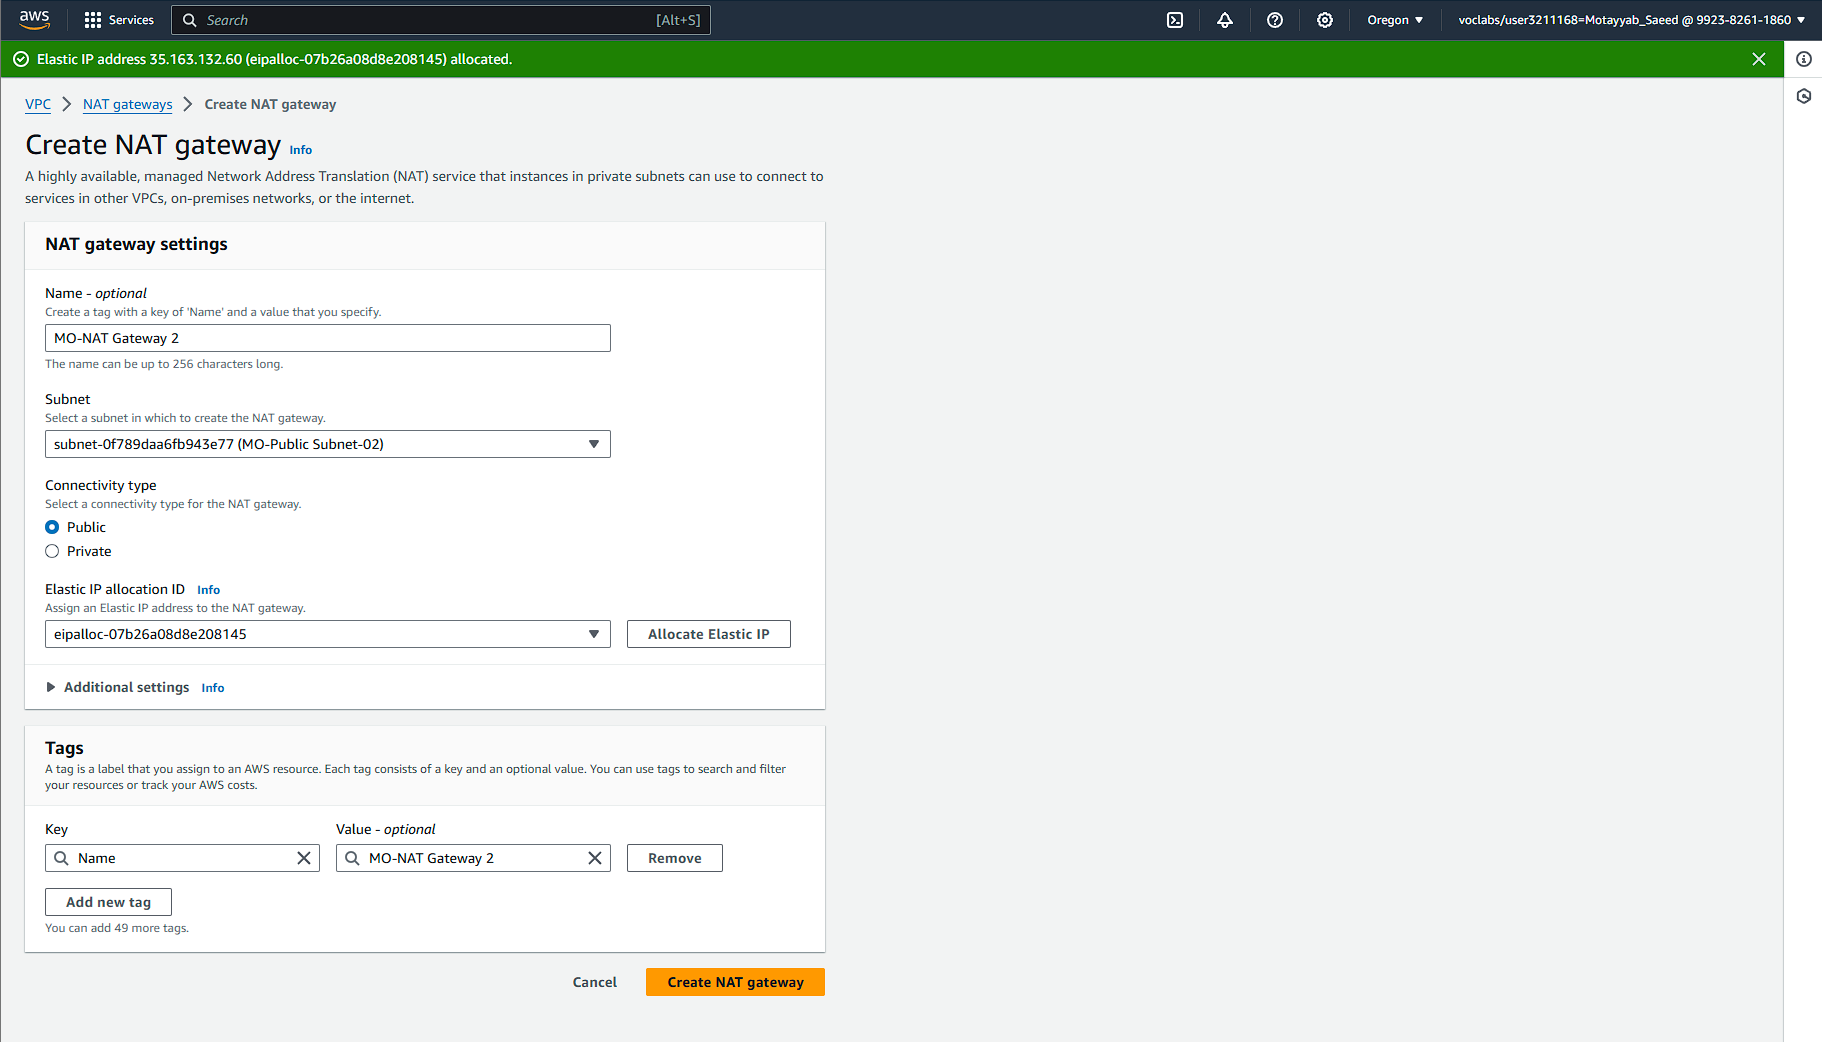 aws
Services
Search
[Alt+S]
Oregon
voclabs/user3211168=Motayyab_Saeed @ 9923-8261-1860
Elastic IP address 35.163.132.60 (eipalloc-07b26a08d8e208145) allocated.
VPC
NAT gateways
Create NAT gateway
Create NAT gateway Info
A highly available, managed Network Address Translation (NAT) service that instances in private subnets can use to connect to
services in other VPCs, on-premises networks, or the internet.
NAT gateway settings
Name - optional
Create a tag with a key of 'Name' and a value that you specify.
MO-NAT Gateway 2
The name can be up to 256 characters long.
Subnet
Select a subnet in which to create the NAT gateway.
subnet-0f789daa6fb943e77 (MO-Public Subnet-02)
Connectivity type
Select a connectivity type for the NAT gateway.
Public
Private
Elastic IP allocation ID Info
Assign an Elastic IP address to the NAT gateway.
eipalloc-07b26a08d8e208145
Allocate Elastic IP
Additional settings Info
Tags
A tag is a label that you assign to an AWS resource. Each tag consists of a key and an optional value. You can use tags to search and filter
your resources or track your AWS costs.
Key
Value - optional
Name
MO-NAT Gateway 2
Remove
Add new tag
You can add 49 more tags.
Cancel
Create NAT gateway